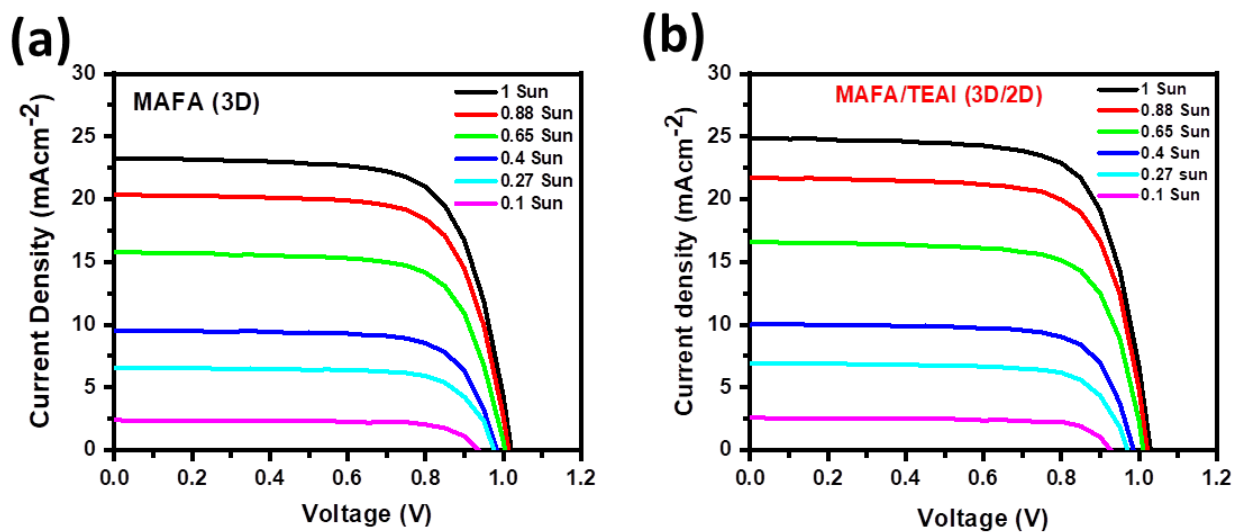 (a)
MAFA (3D)
1 Sun
0.88 Sun
0.65 Sun
0.4 Sun
0.27 Sun
0.1 Sun
30
25
20
15
10
5
0
0.0 0.2 0.4 0.6 0.8 1.0 1.2
Current Density (mAcm-2)
Voltage (V)
(b)
MAFA/TEAI (3D/2D)
1 Sun
0.88 Sun
0.65 Sun
0.4 Sun
0.27 sun
0.1 Sun
30
25
20
15
10
5
0
0.0 0.2 0.4 0.6 0.8 1.0 1.2
Current density (mAcm-2)
Voltage (V)